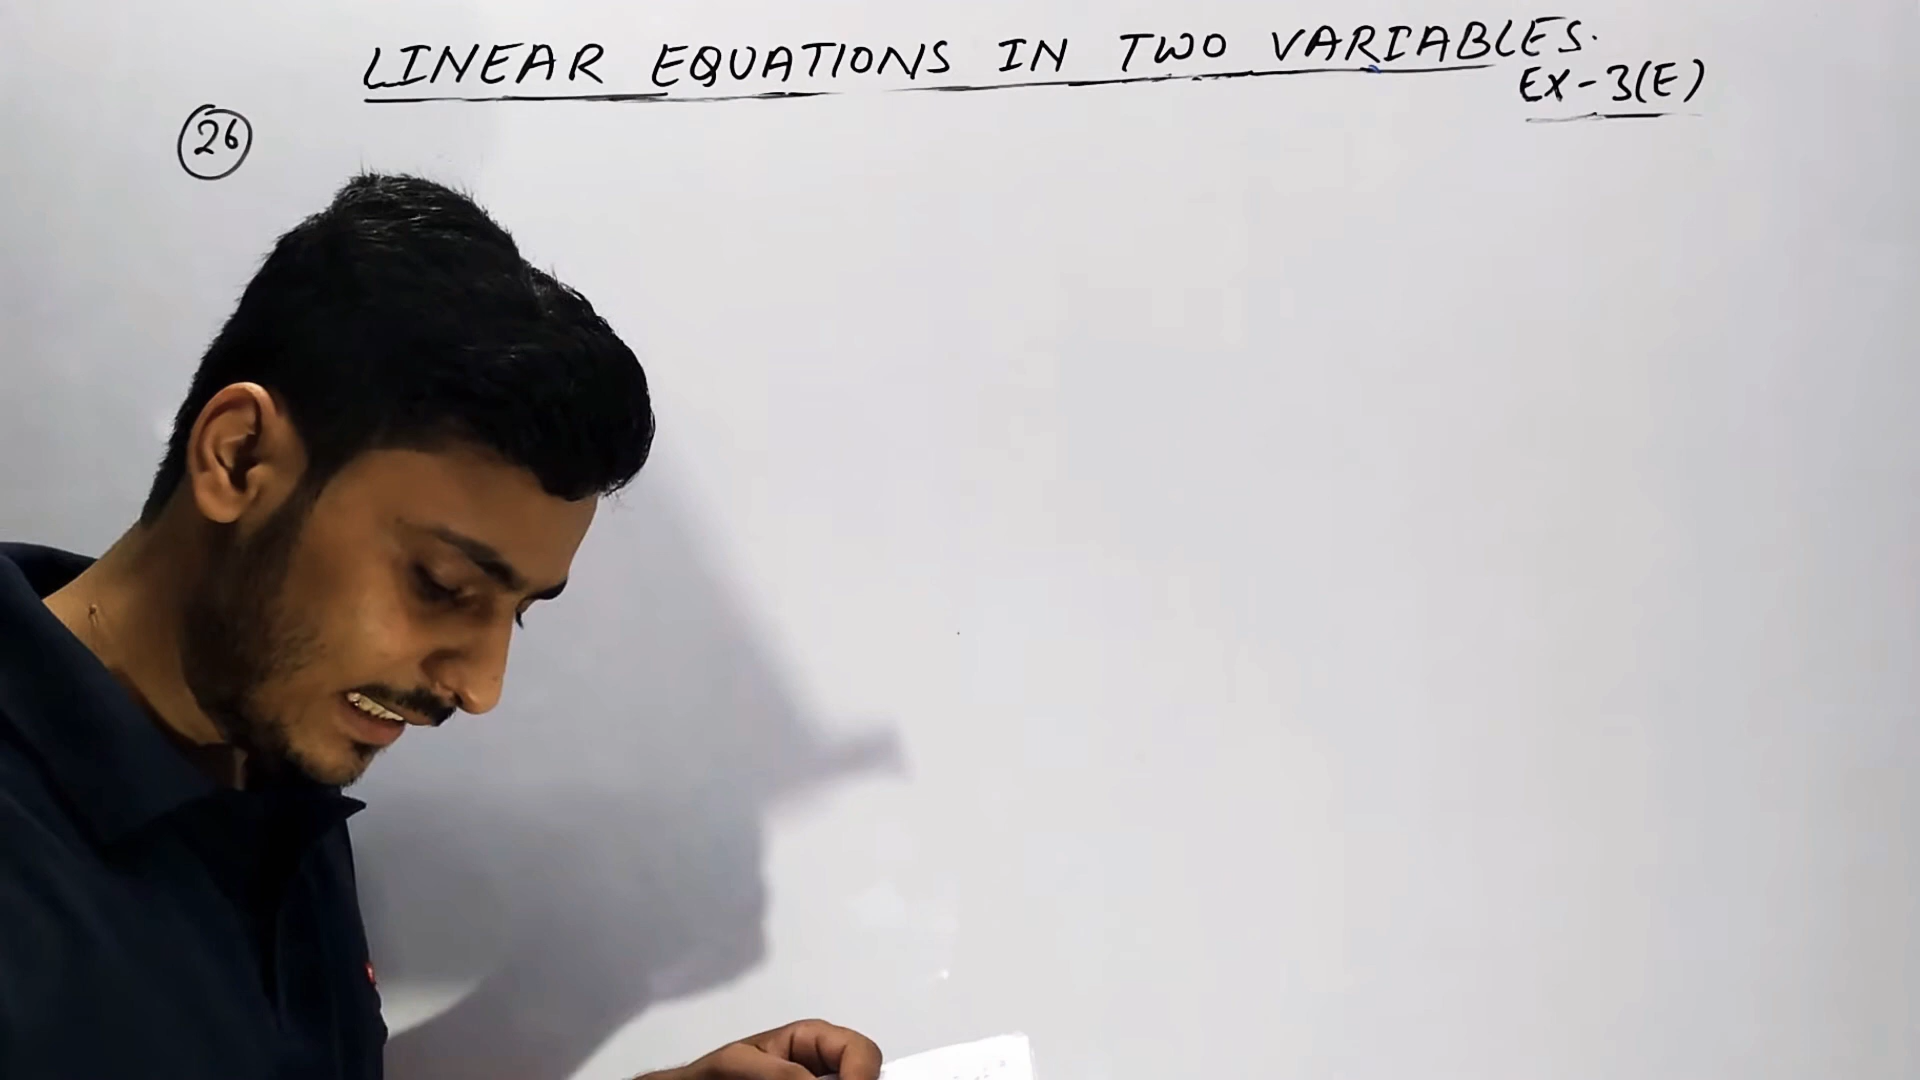 LINEAR EQUATIONS IN TWO VARIABLES.
EX-3(E)
26